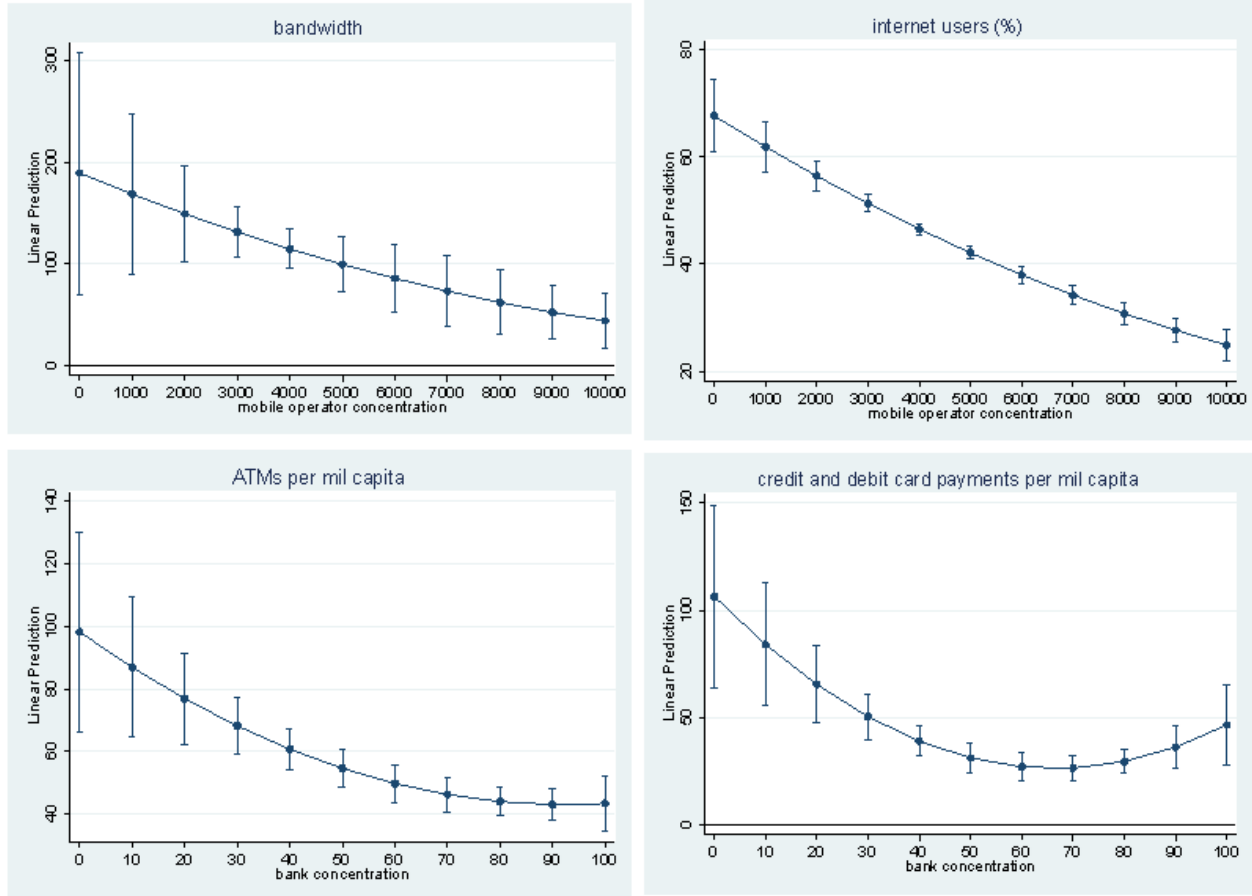 bandwidth
Linear Prediction
300
200
100
0
0 1000 2000 3000 4000 5000 6000 7000 8000 9000 10000
mobile operator concentration
internet users (%)
Linear Prediction
80
60
40
20
0 1000 2000 3000 4000 5000 6000 7000 8000 9000 10000
mobile operator concentration
ATMs per mil capita
Linear Prediction
140
120
100
80
60
40
0 10 20 30 40 50 60 70 80 90 100
bank concentration
credit and debit card payments per mil capita
Linear Prediction
150
100
50
0
0 10 20 30 40 50 60 70 80 90 100
bank concentration